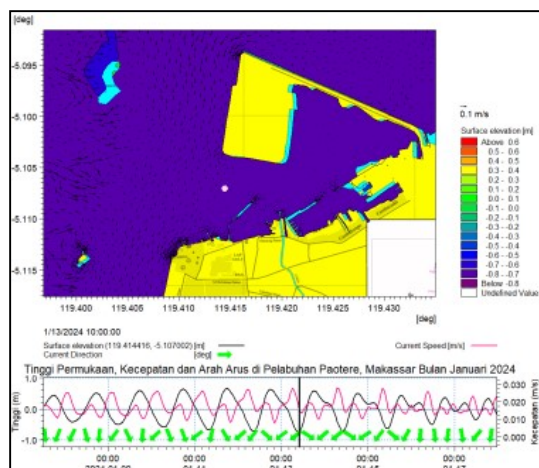 [deg]
-5.095
-5.100
-5.105
-5.110
-5.115
119.400 119.405 119.410 119.415 119.420 119.425 119.430
[deg]
0.1 m/s
Surface elevation [m]
Above 0.6
0.5 - 0.6
0.4 - 0.5
0.3 - 0.4
0.2 - 0.3
0.1 - 0.2
0.0 - 0.1
-0.1 - 0.0
-0.2 - -0.1
-0.3 - -0.2
-0.4 - -0.3
-0.5 - -0.4
-0.6 - -0.5
-0.7 - -0.6
-0.8 - -0.7
Below -0.8
Undefined Value
1/13/2024 10:00:00
Surface elevation (119.414416, -5.107002) [m]
Current Speed [m/s]
Current Direction [deg]
Tinggi Permukaan, Kecepatan dan Arah Arus di Pelabuhan Paotere, Makassar Bulan Januari 2024
Tinggi (m)
1.0
0.0
-1.0
0.030
0.020
0.010
0.000
Kecepatan (m/s)
00:00 00:00 00:00 00:00 00:00